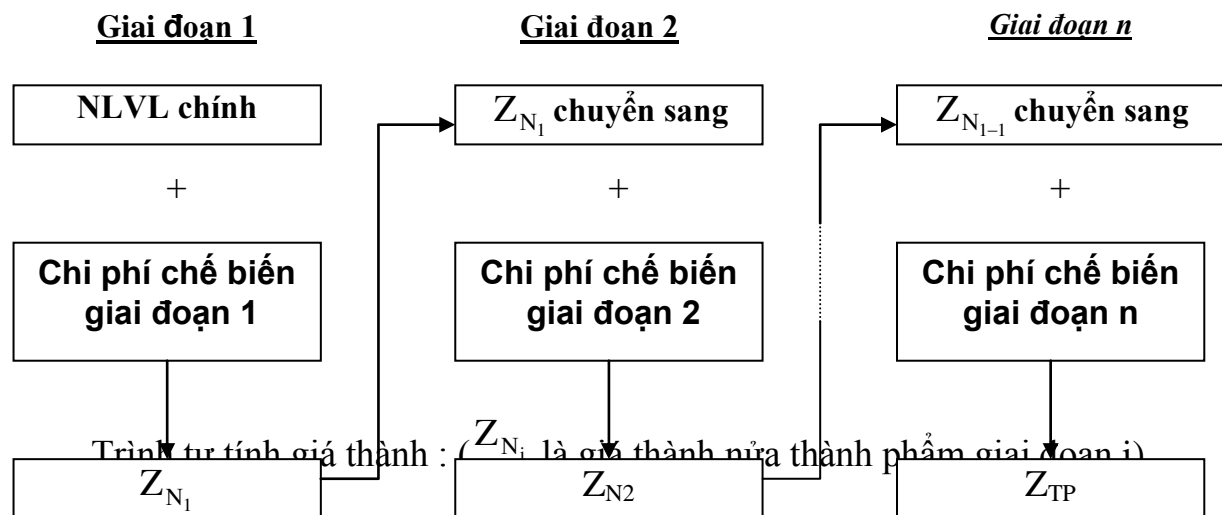 Giai đoạn 1
Giai đoạn 2
Giai đoạn n
NLVL chính
Z_N₁ chuyển sang
Z_N₁₋₁ chuyển sang
+
+
+
Chi phí chế biến
giai đoạn 1
Chi phí chế biến
giai đoạn 2
Chi phí chế biến
giai đoạn n
Trình tự tính giá thành : (Z_Nᵢ là giá thành nửa thành phẩm giai đoạn i)
Z_N₁
Z_N2
Z_TP